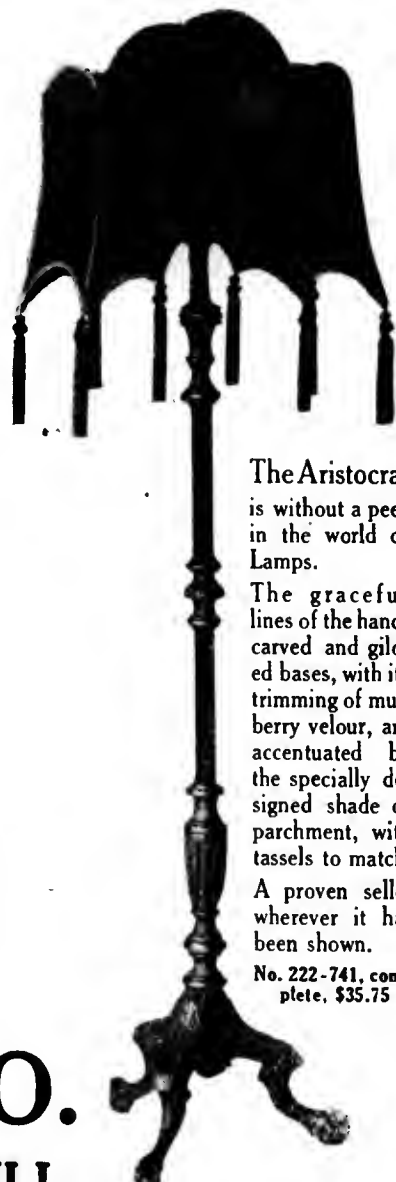 The Aristocra
is without a pee
in the world o
Lamps.
The gracefu
lines of the hand
carved and gild
ed bases, with it
trimming of mul
berry velour, ar
accentuated b
the specially de
signed shade o
parchment, wit
tassels to match
A proven selle
wherever it ha
been shown.
No. 222-741, com
plete, $35.75
O.